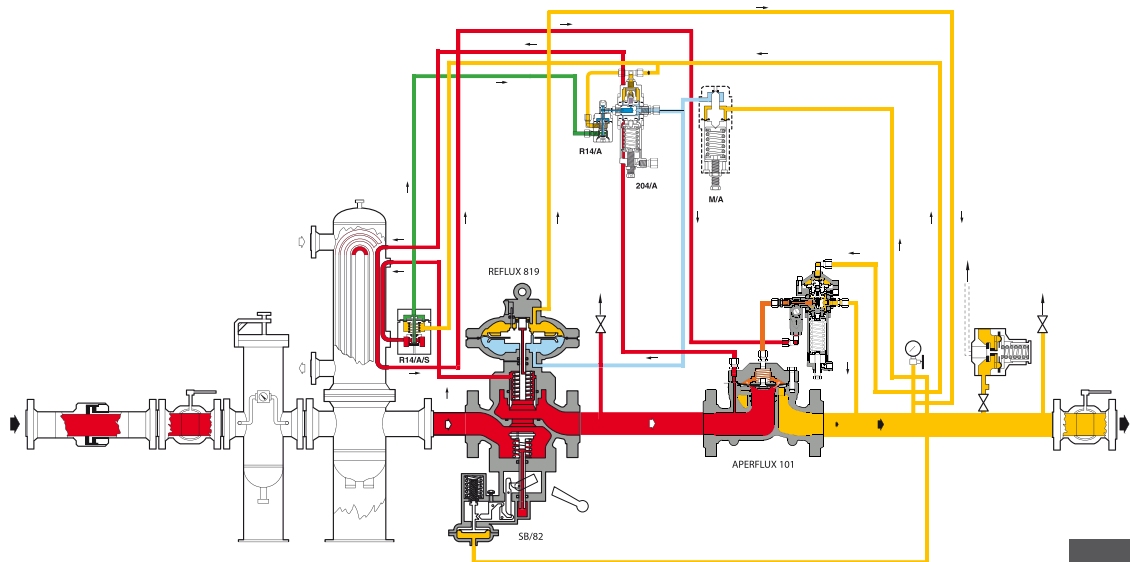 R14/A
204/A
M/A
REFLUX 819
R14/A/S
APERFLUX 101
SB/82